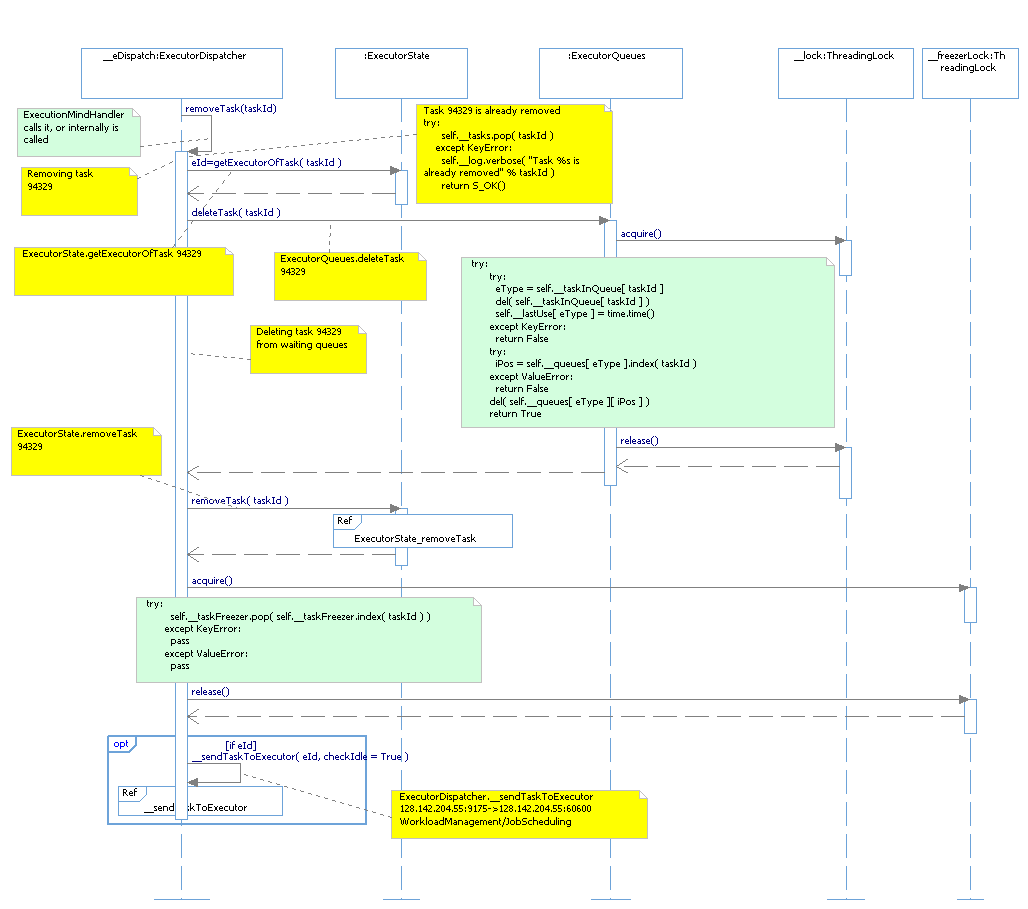 __eDispatch:ExecutorDispatcher
:ExecutorState
:ExecutorQueues
__lock:ThreadingLock
__freezerLock:Th
readingLock
removeTask(taskId)
ExecutionMindHandler
calls it, or internally is
called
Task 94329 is already removed
try:
self.__tasks.pop( taskId )
except KeyError:
self.__log.verbose( "Task %s is
already removed" % taskId )
return S_OK()
eId=getExecutorOfTask( taskId )
Removing task
94329
deleteTask( taskId )
acquire()
ExecutorState.getExecutorOfTask 94329
ExecutorQueues.deleteTask
94329
try:
try:
eType = self.__taskInQueue[ taskId ]
del( self.__taskInQueue[ taskId ] )
self.__lastUse[ eType ] = time.time()
except KeyError:
return False
try:
iPos = self.__queues[ eType ].index( taskId )
except ValueError:
return False
del( self.__queues[ eType ][ iPos ] )
return True
Deleting task 94329
from waiting queues
ExecutorState.removeTask
94329
release()
removeTask( taskId )
Ref
ExecutorState_removeTask
acquire()
try:
self.__taskFreezer.pop( self.__taskFreezer.index( taskId ) )
except KeyError:
pass
except ValueError:
pass
release()
opt
[if eId]
__sendTaskToExecutor( eId, checkIdle = True )
Ref
__sendTaskToExecutor
ExecutorDispatcher.__sendTaskToExecutor
128.142.204.55:9175->128.142.204.55:60600
WorkloadManagement/JobScheduling